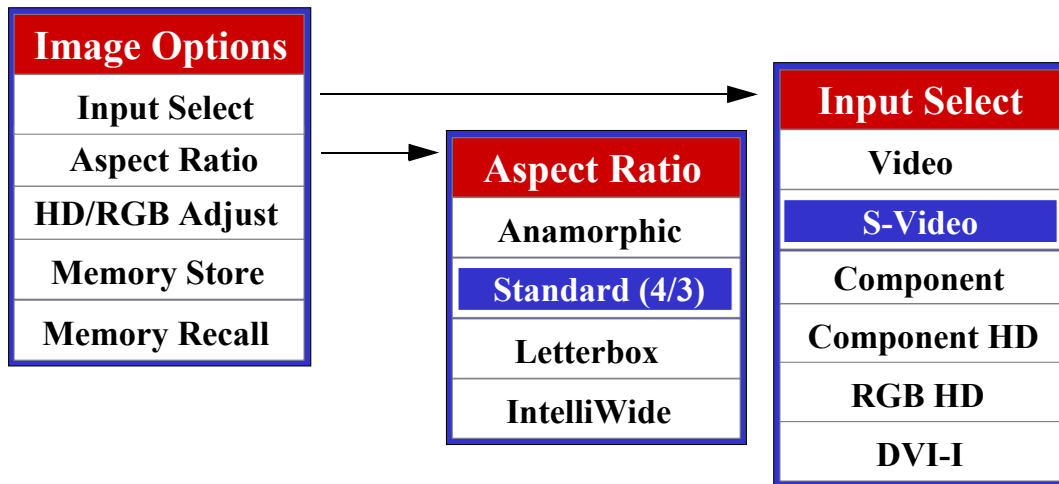 Image Options
Input Select
Aspect Ratio
HD/RGB Adjust
Memory Store
Memory Recall
Aspect Ratio
Anamorphic
Standard (4/3)
Letterbox
IntelliWide
Input Select
Video
S-Video
Component
Component HD
RGB HD
DVI-I